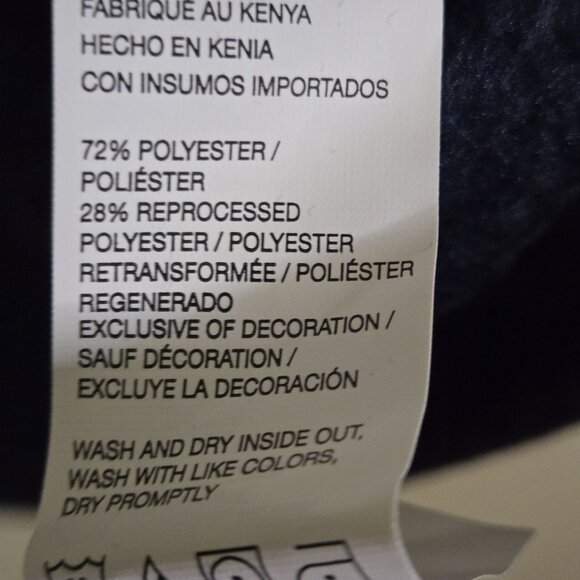 FABRIQUÉ AU KENYA
HECHO EN KENIA
CON INSUMOS IMPORTADOS
72% POLYESTER /
POLIÉSTER
28% REPROCESSED
POLYESTER / POLYESTER
RETRANSFORMÉE / POLIÉSTER
REGENERADO
EXCLUSIVE OF DECORATION /
SAUF DÉCORATION /
EXCLUYE LA DECORACIÓN
WASH AND DRY INSIDE OUT,
WASH WITH LIKE COLORS,
DRY PROMPTLY